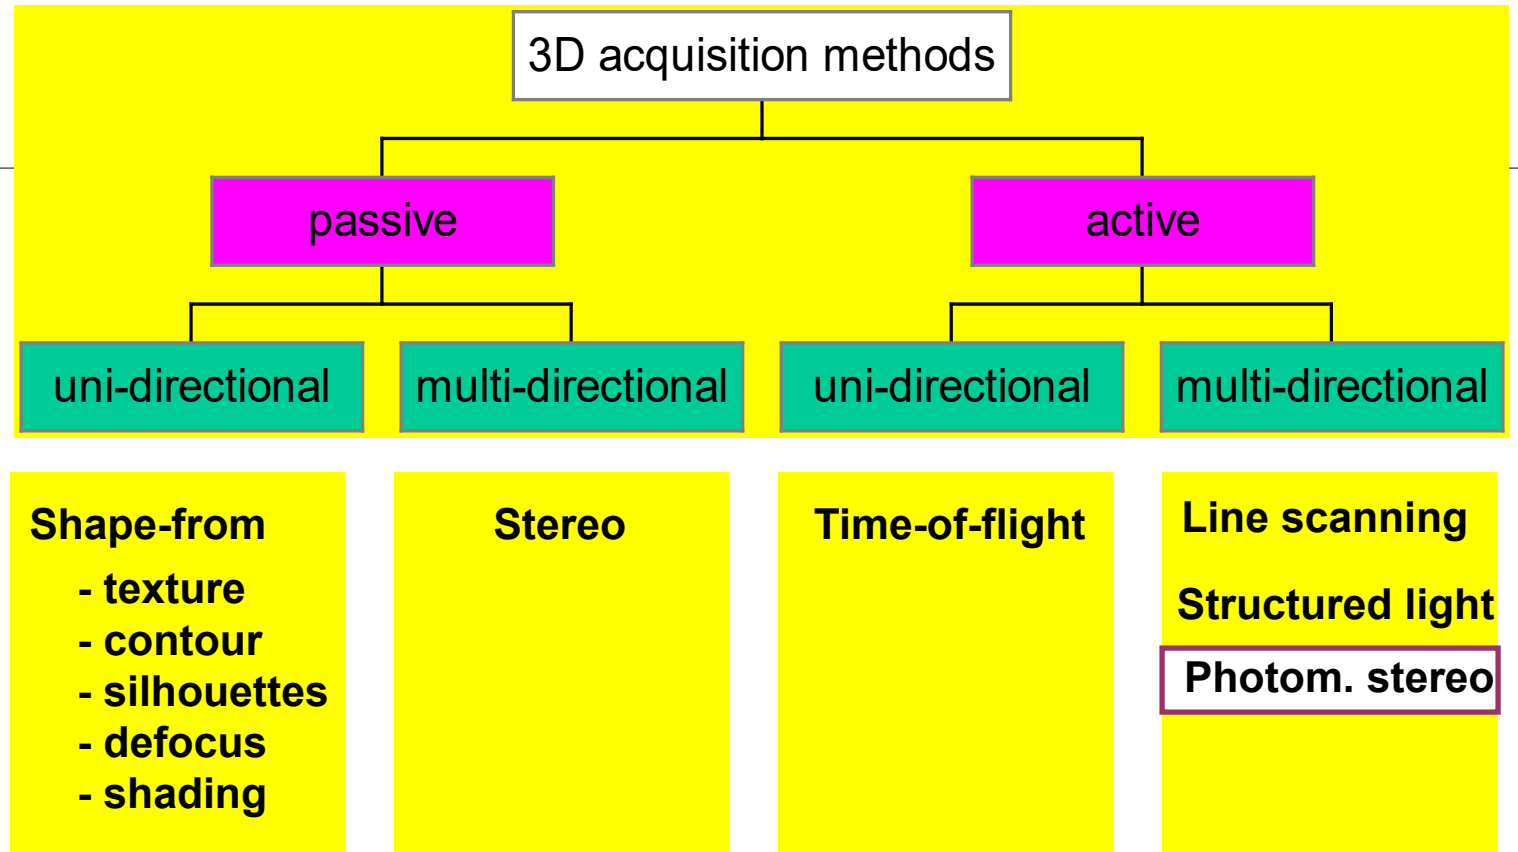 3D acquisition methods
passive
active
uni-directional
multi-directional
uni-directional
multi-directional
Shape-from
- texture
- contour
- silhouettes
- defocus
- shading
Stereo
Time-of-flight
Line scanning
Structured light
Photom. stereo